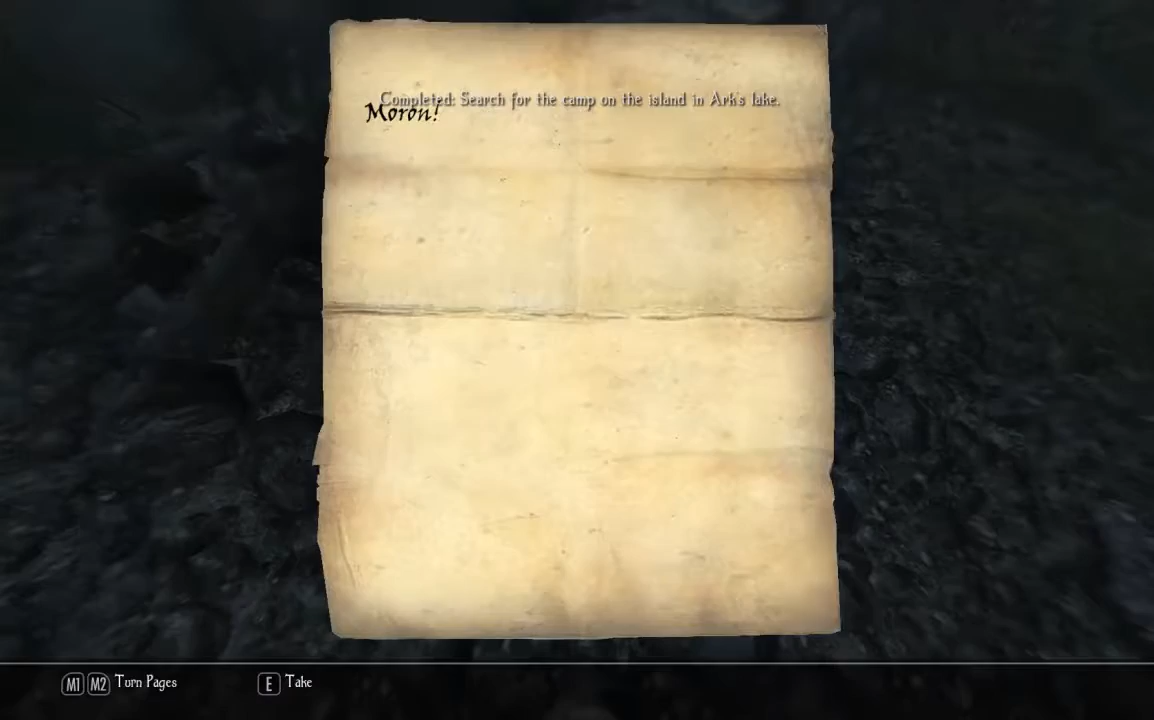 Completed: Search for the camp on the island in Ark's lake.
Moron!
M1 M2 Turn Pages
E Take